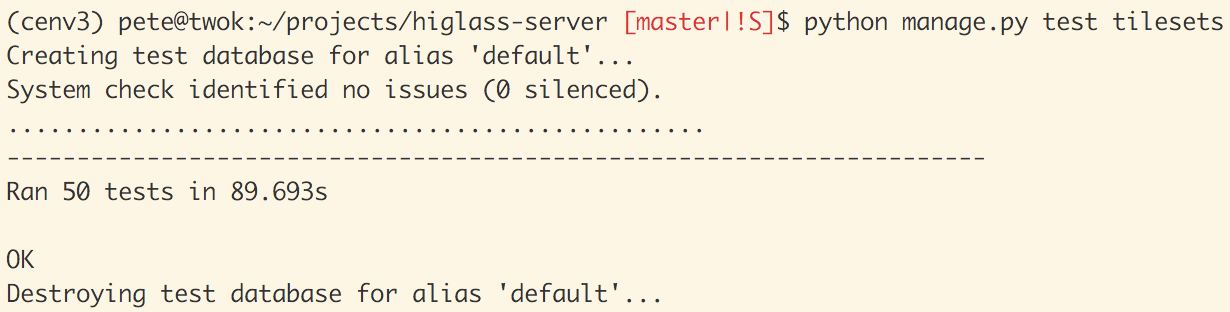 (cenv3) pete@twok:~/projects/higlass-server [master|!S]$ python manage.py test tilesets
Creating test database for alias 'default'...
System check identified no issues (0 silenced).
..................................................
----------------------------------------------------------------------
Ran 50 tests in 89.693s

OK
Destroying test database for alias 'default'...